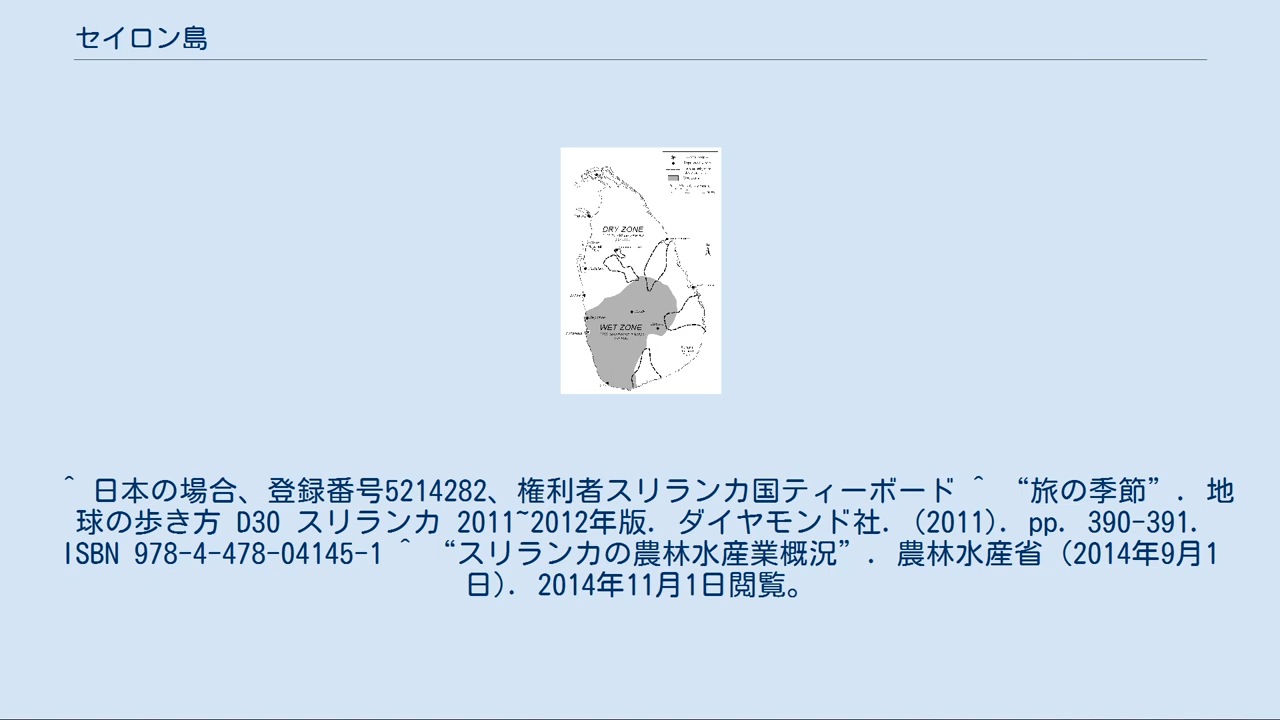 セイロン島
DRY ZONE
WET ZONE
^ 日本の場合、登録番号5214282、権利者スリランカ国ティーボード ^ “旅の季節”. 地
球の歩き方 D30 スリランカ 2011~2012年版. ダイヤモンド社. (2011). pp. 390-391.
ISBN 978-4-478-04145-1 ^ “スリランカの農林水産業概況”. 農林水産省 (2014年9月1
日). 2014年11月1日閲覧。